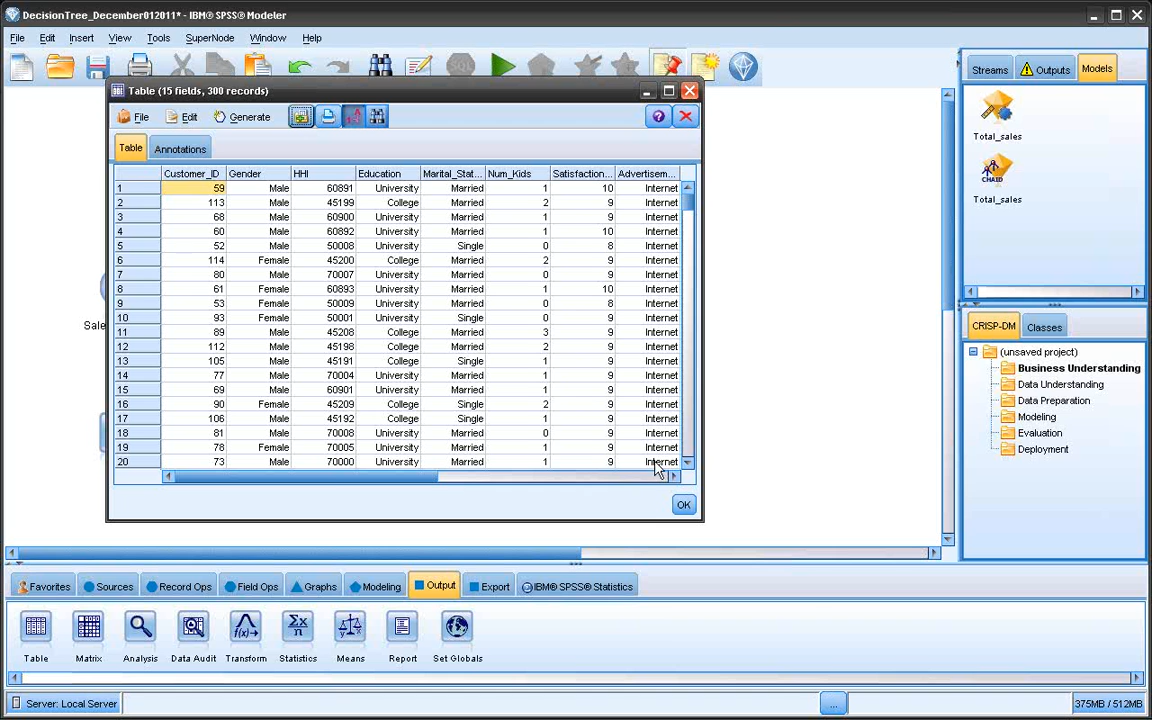 DecisionTree_December012011* - IBM® SPSS® Modeler
File Edit Insert View Tools SuperNode Window Help
Table (15 fields, 300 records)
File Edit Generate
Table Annotations
Customer_ID Gender HHI Education Marital_Stat... Num_Kids Satisfaction... Advertisem...
1 59 Male 60891 University Married 1 10 Internet
2 113 Male 45199 College Married 2 9 Internet
3 68 Male 60900 University Married 1 9 Internet
4 60 Male 60892 University Married 1 10 Internet
5 52 Male 50008 University Single 0 8 Internet
6 114 Female 45200 College Married 2 9 Internet
7 80 Male 70007 University Married 0 9 Internet
8 61 Female 60893 University Married 1 10 Internet
9 53 Female 50009 University Married 0 8 Internet
10 93 Female 50001 University Single 0 9 Internet
11 89 Male 45208 College Married 3 9 Internet
12 112 Male 45198 College Married 2 9 Internet
13 105 Male 45191 College Single 1 9 Internet
14 77 Male 70004 University Married 1 9 Internet
15 69 Male 60901 University Married 1 9 Internet
16 90 Female 45209 College Single 2 9 Internet
17 106 Male 45192 College Single 1 9 Internet
18 81 Male 70008 University Married 0 9 Internet
19 78 Female 70005 University Married 1 9 Internet
20 73 Male 70000 University Married 1 9 Internet
OK
Sale
Streams Outputs Models
Total_sales
CHAID
Total_sales
CRISP-DM Classes
(unsaved project)
Business Understanding
Data Understanding
Data Preparation
Modeling
Evaluation
Deployment
Favorites Sources Record Ops Field Ops Graphs Modeling Output Export IBM® SPSS® Statistics
Table Matrix Analysis Data Audit Transform Statistics Means Report Set Globals
Server: Local Server ... 375MB / 512MB